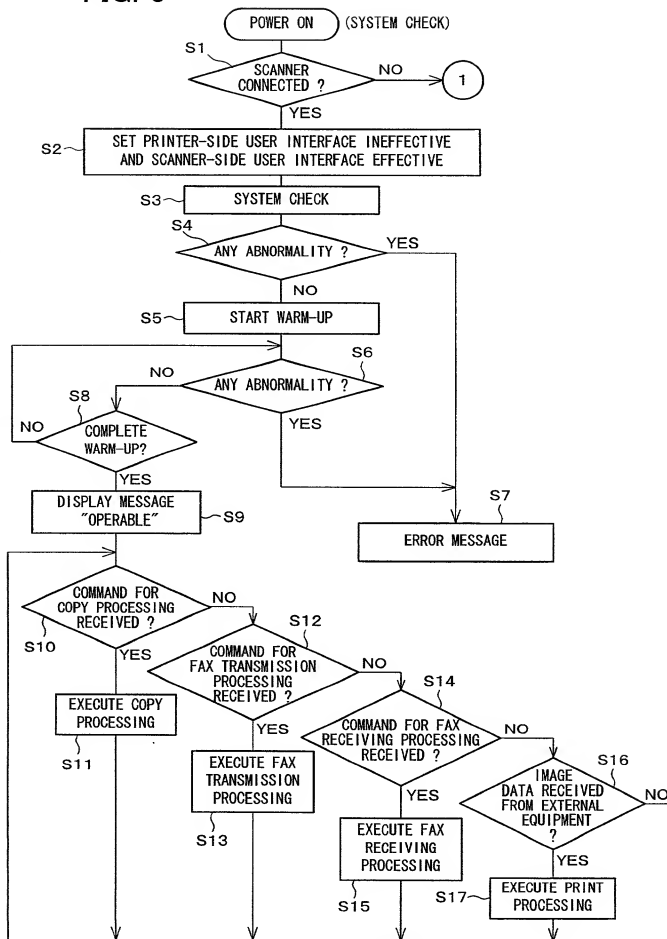 POWER ON
(SYSTEM CHECK)
S1
SCANNER
CONNECTED ?
NO
1
YES
S2
SET PRINTER-SIDE USER INTERFACE INEFFECTIVE
AND SCANNER-SIDE USER INTERFACE EFFECTIVE
S3
SYSTEM CHECK
S4
ANY ABNORMALITY ?
YES
NO
S5
START WARM-UP
S6
ANY ABNORMALITY ?
NO
YES
S8
COMPLETE
WARM-UP?
NO
YES
S7
ERROR MESSAGE
DISPLAY MESSAGE
"OPERABLE"
S9
COMMAND FOR
COPY PROCESSING
RECEIVED ?
S10
NO
YES
EXECUTE COPY
PROCESSING
S11
S12
COMMAND FOR
FAX TRANSMISSION
PROCESSING
RECEIVED ?
NO
YES
EXECUTE FAX
TRANSMISSION
PROCESSING
S13
S14
COMMAND FOR FAX
RECEIVING PROCESSING
RECEIVED ?
NO
YES
EXECUTE FAX
RECEIVING
PROCESSING
S15
S16
IMAGE
DATA RECEIVED
FROM EXTERNAL
EQUIPMENT
?
NO
YES
S17
EXECUTE PRINT
PROCESSING